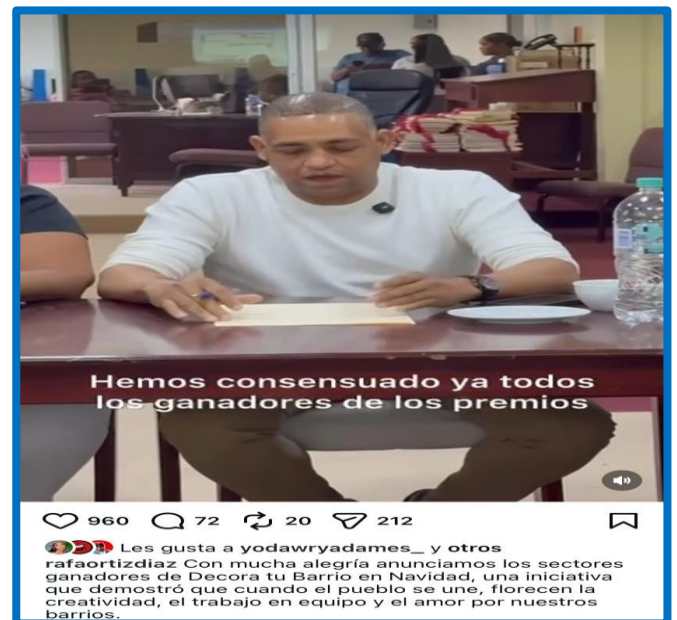 Hemos consensuado ya todos
los ganadores de los premios
960 72 20 212
Les gusta a yodawryadames_ y otros
rafaortizdiaz Con mucha alegría anunciamos los sectores
ganadores de Decora tu Barrio en Navidad, una iniciativa
que demostró que cuando el pueblo se une, florecen la
creatividad, el trabajo en equipo y el amor por nuestros
barrios.